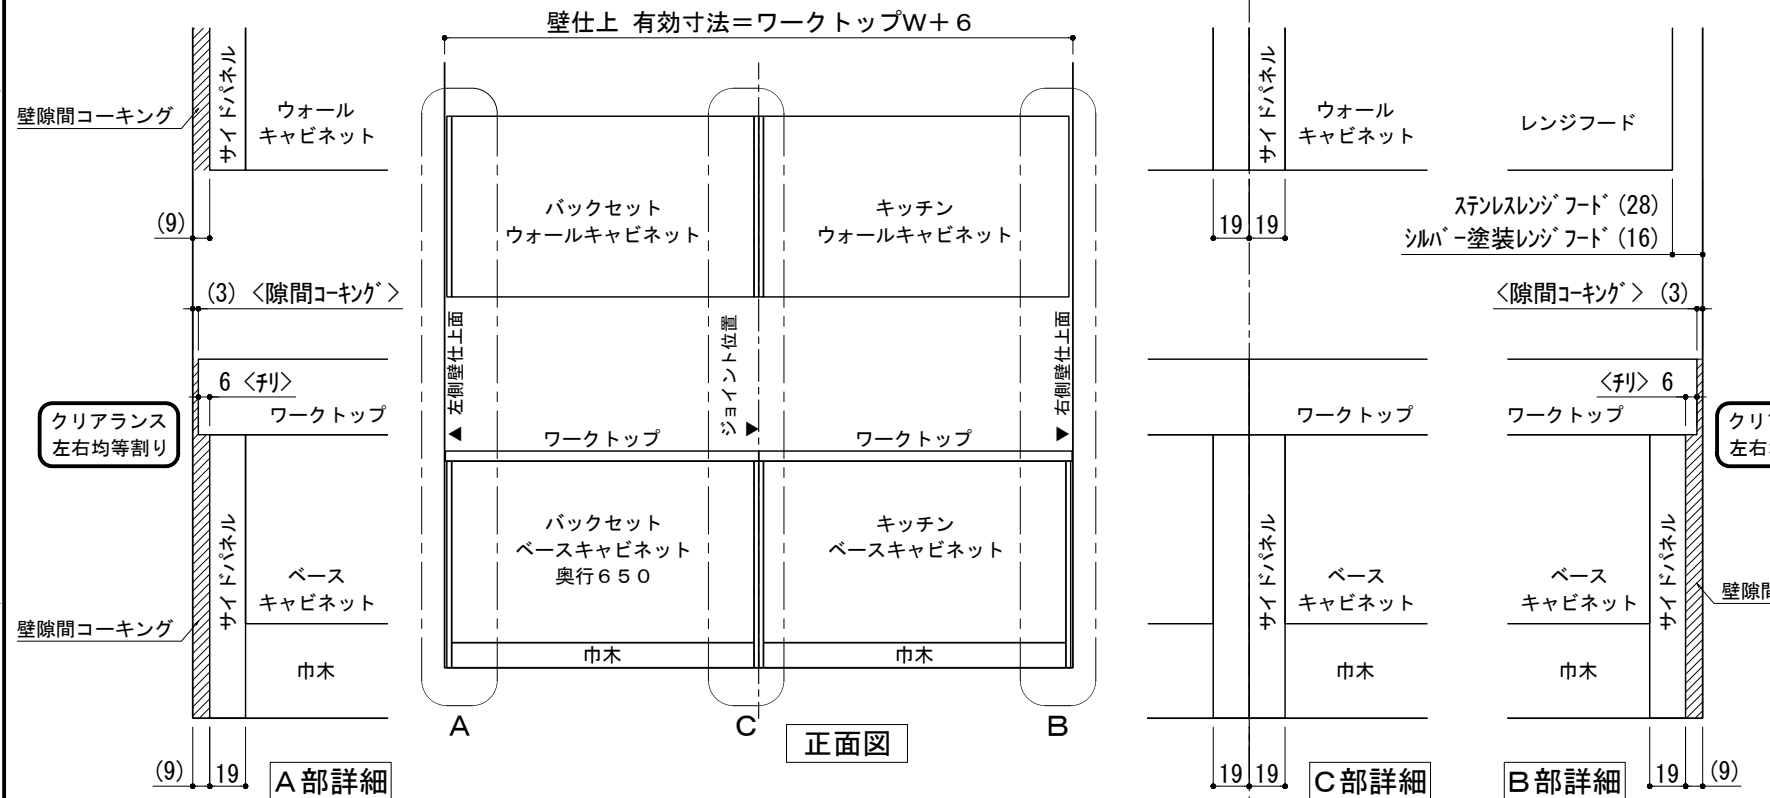 壁仕上 有効寸法＝ワークトップW＋６
壁隙間コーキング
サイドパネル
ウォール
キャビネット
(9)
(3) <隙間ｺｰｷﾝｸﾞ>
6 <ﾁﾘ>
ワークトップ
クリアランス
左右均等割り
サイドパネル
ベース
キャビネット
壁隙間コーキング
巾木
(9)
19
A部詳細
バックセット
ウォールキャビネット
キッチン
ウォールキャビネット
左側壁仕上面
ジョイント位置
右側壁仕上面
ワークトップ
ワークトップ
バックセット
ベースキャビネット
奥行６５０
キッチン
ベースキャビネット
巾木
巾木
A
C
B
正面図
サイドパネル
ウォール
キャビネット
19
19
ワークトップ
サイドパネル
ベース
キャビネット
巾木
19
19
C部詳細
レンジフード
ｽﾃﾝﾚｽﾚﾝｼﾞﾌｰﾄﾞ (28)
ｼﾙﾊﾞｰ塗装ﾚﾝｼﾞﾌｰﾄﾞ (16)
<隙間ｺｰｷﾝｸﾞ> (3)
<ﾁﾘ> 6
ワークトップ
クリ
左右
サイドパネル
ベース
キャビネット
壁隙
巾木
19
(9)
B部詳細